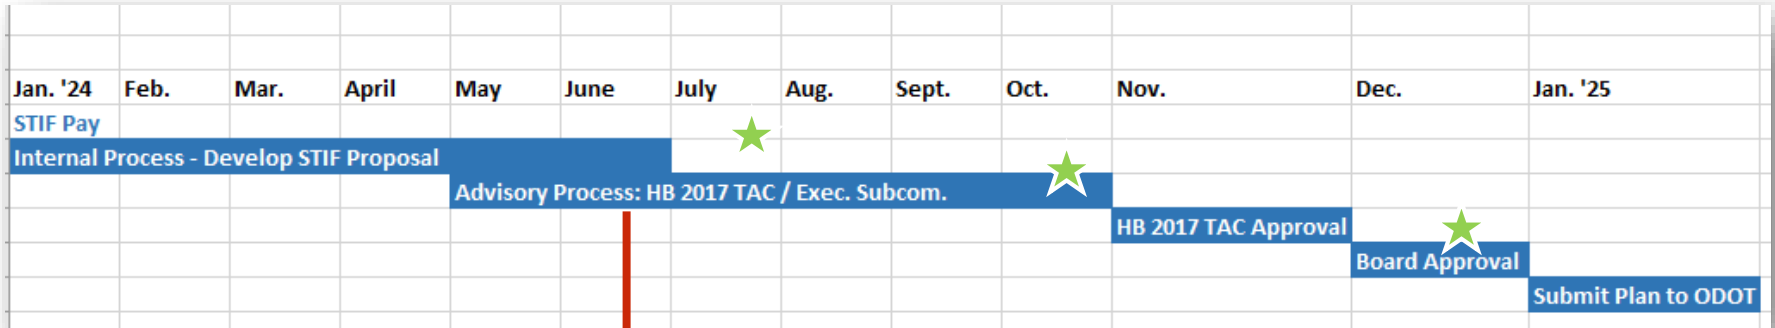 Jan. '24 Feb. Mar. April May June July Aug. Sept. Oct. Nov. Dec. Jan. '25
STIF Pay
Internal Process - Develop STIF Proposal
Advisory Process: HB 2017 TAC / Exec. Subcom.
HB 2017 TAC Approval
Board Approval
Submit Plan to ODOT